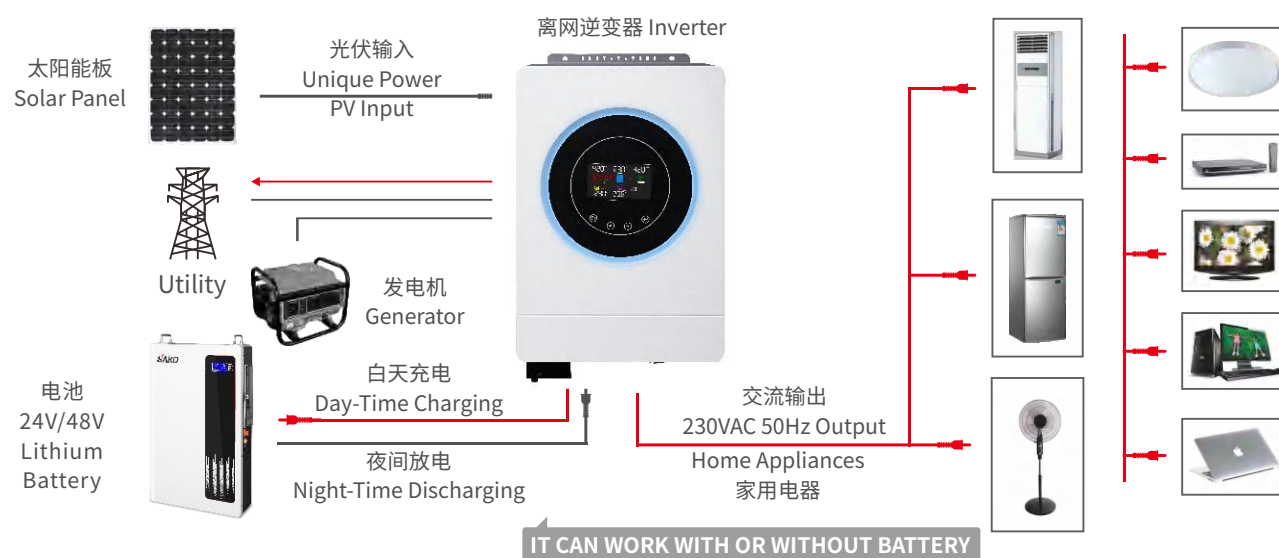 离网逆变器 Inverter
太阳能板
Solar Panel
光伏输入
Unique Power
PV Input
Utility
发电机
Generator
SAKO
电池
24V/48V
Lithium
Battery
白天充电
Day-Time Charging
夜间放电
Night-Time Discharging
交流输出
230VAC 50Hz Output
Home Appliances
家用电器
IT CAN WORK WITH OR WITHOUT BATTERY